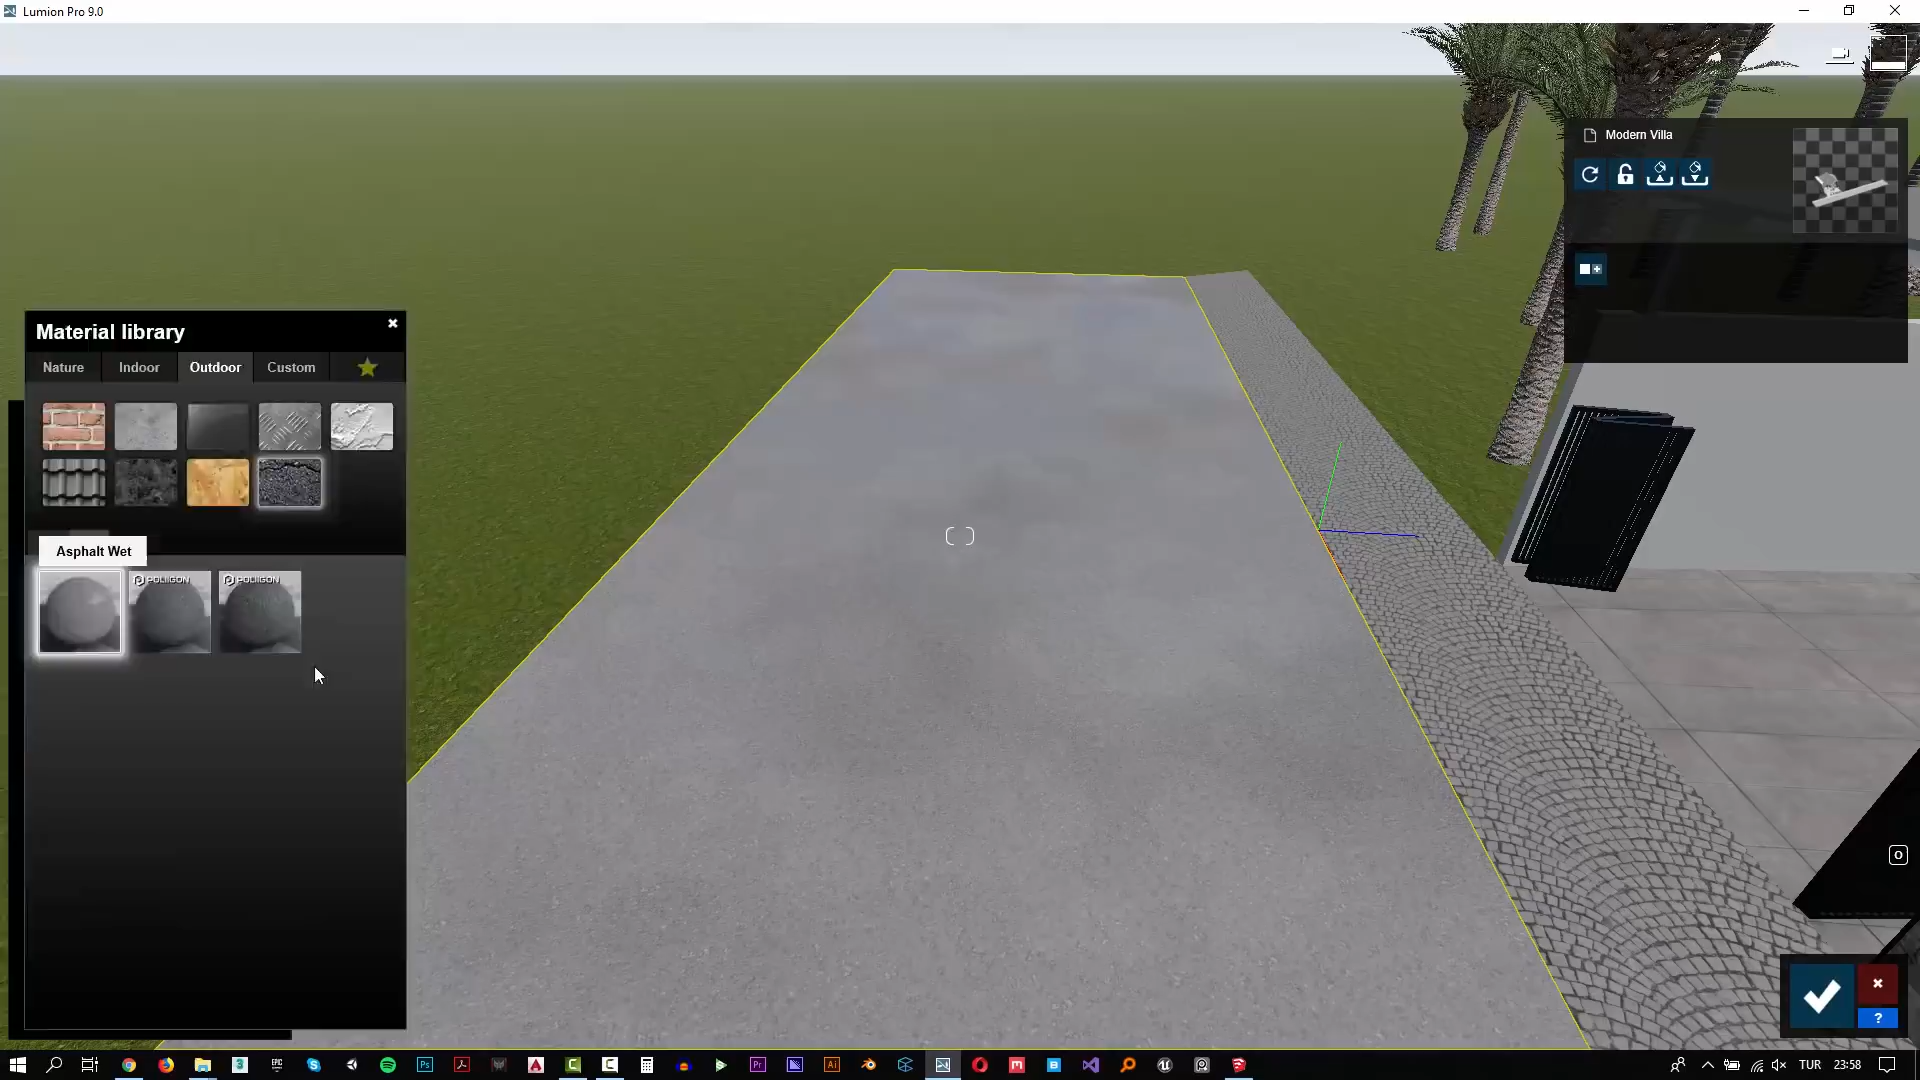 Lumion Pro 9.0
Modern Villa
Material library
Nature
Indoor
Outdoor
Custom
Asphalt Wet
POLIIGON
POLIIGON
?
TUR
23:58